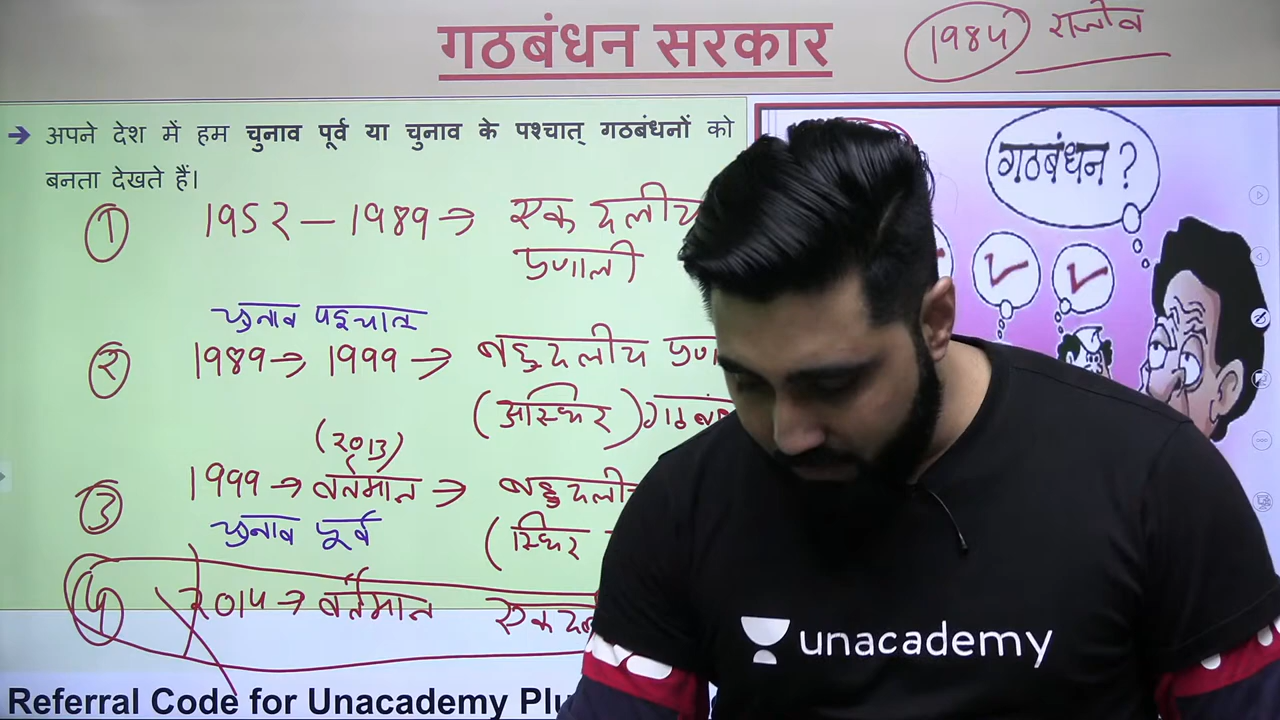 गठबंधन सरकार
1984 राजीव
अपने देश में हम चुनाव पूर्व या चुनाव के पश्चात् गठबंधनों को
बनता देखते हैं।
① 1952 – 1989 → एक दलीय
प्रणाली
चुनाव पश्चात
② 1989 → 1999 → बहुदलीय
(अस्थिर)
(2013)
③ 1999 → वर्तमान → बहुदलीय
चुनाव पूर्व (स्थिर
④ 2014 → वर्तमान एक
गठबंधन ?
unacademy
Referral Code for Unacademy